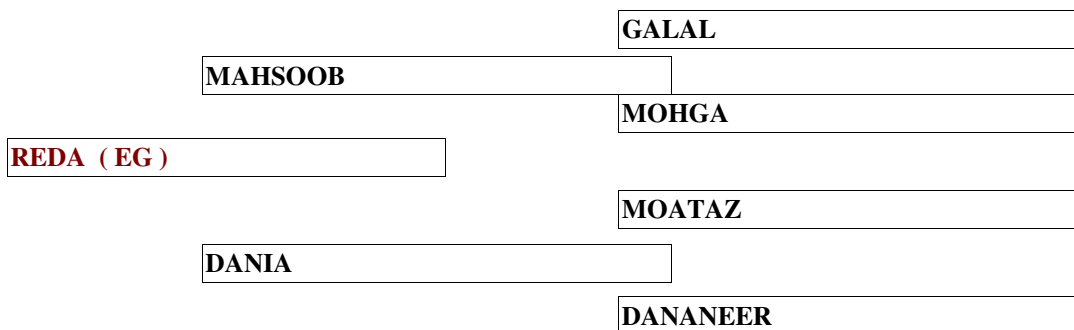 GALAL
MAHSOOB
MOHGA
REDA ( EG )
MOATAZ
DANIA
DANANEER